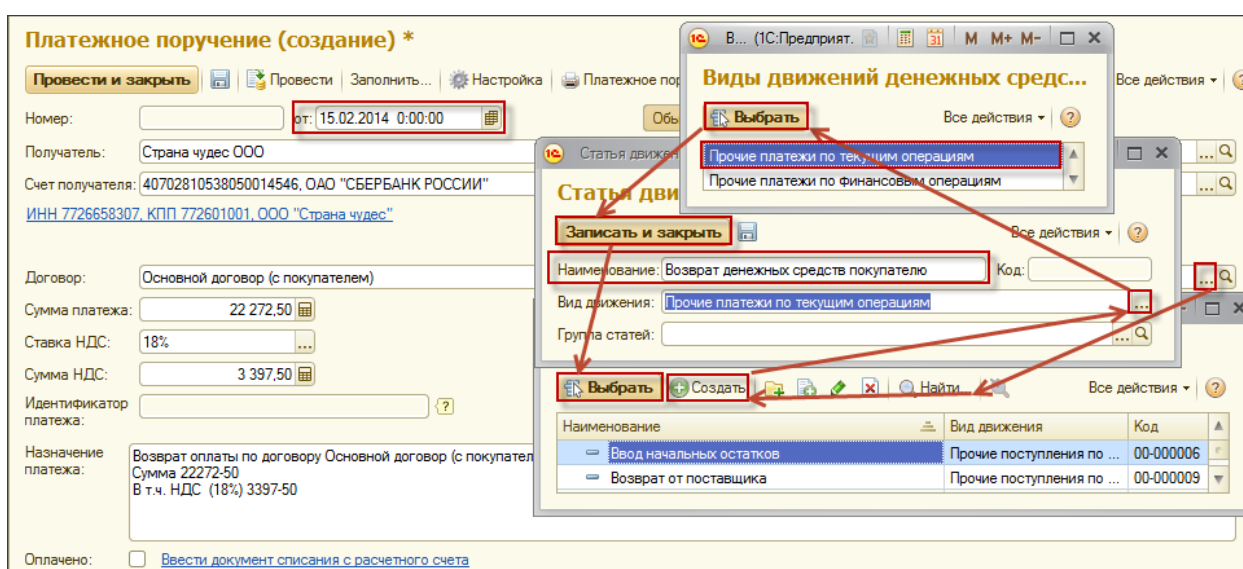 Платежное поручение (создание) *
Провести и закрыть Провести Заполнить... Настройка Платежное пор
Все действия
Номер: от: 15.02.2014 0:00:00
Получатель: Страна чудес ООО
Счет получателя: 40702810538050014546, ОАО "СБЕРБАНК РОССИИ"
ИНН 7726658307, КПП 772601001, ООО "Страна чудес"
Договор: Основной договор (с покупателем)
Сумма платежа: 22 272,50
Ставка НДС: 18%
Сумма НДС: 3 397,50
Идентификатор
платежа:
Назначение
платежа:
Возврат оплаты по договору Основной договор (с покупател
Сумма 22272-50
В т.ч. НДС (18%) 3397-50
Оплачено: Ввести документ списания с расчетного счета
В... (1С:Предприят. M M+ M-
Виды движений денежных средс...
Выбрать Все действия
Прочие платежи по текущим операциям
Прочие платежи по финансовым операциям
Статья движен
Статья дви
Записать и закрыть Все действия
Наименование: Возврат денежных средств покупателю Код:
Вид движения: Прочие платежи по текущим операциям
Группа статей:
Выбрать Создать Найти... Все действия
Наименование Вид движения Код
Ввод начальных остатков Прочие поступления по ... 00-000006
Возврат от поставщика Прочие поступления по ... 00-000009